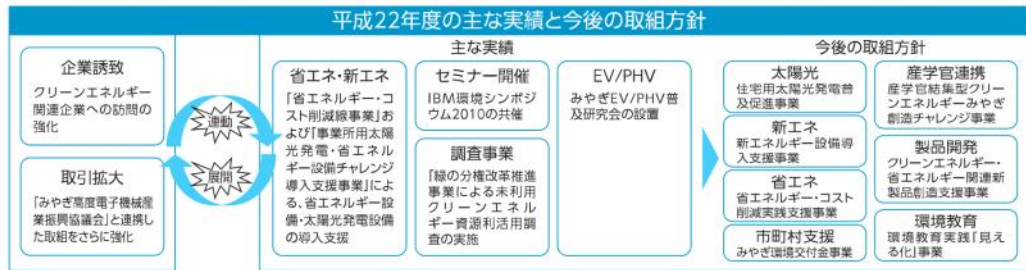 平成22年度の主な実績と今後の取組方針
企業誘致
クリーンエネルギー
関連企業への訪問の
強化
取引拡大
「みやぎ高度電子機械産
業振興協議会」と連携し
た取組をさらに強化
連動
展開
主な実績
省エネ・新エネ
「省エネルギー・コ
スト削減線事業」お
よび「事業所用太陽
光発電・省エネル
ギー設備チャレンジ
導入支援事業」によ
る、省エネルギー設
備・太陽光発電設備
の導入支援
セミナー開催
IBM環境シンポジ
ウム2010の共催
調査事業
「緑の分権改革推進
事業による未利用
クリーンエネル
ギー資源利活用調
査の実施
EV/PHV
みやぎEV/PHV普
及研究会の設置
今後の取組方針
太陽光
住宅用太陽光発電普
及促進事業
新エネ
新エネルギー設備導
入支援事業
省エネ
省エネルギー・コスト
削減実践支援事業
市町村支援
みやぎ環境交付金事業
産学官連携
産学官結集型クリー
ンエネルギーみやぎ
創造チャレンジ事業
製品開発
クリーンエネルギー・
省エネルギー関連新
製品創造支援事業
環境教育
環境教育実践「見え
る化」事業